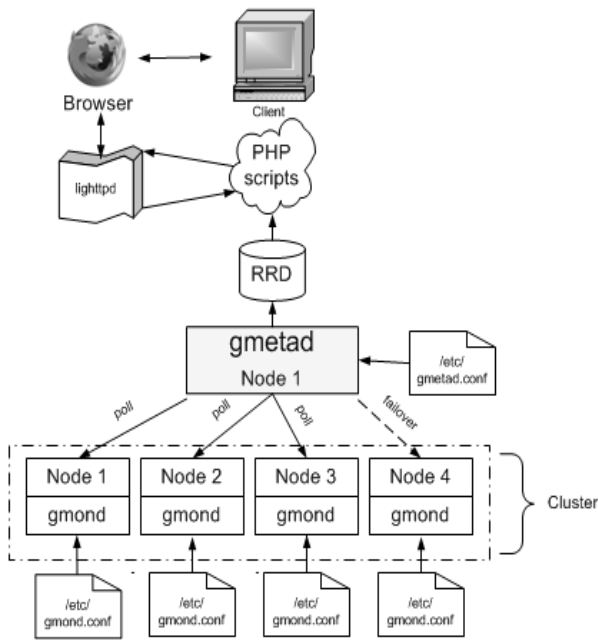 Browser
Client
lighttpd
PHP
scripts
RRD
gmetad
Node 1
/etc/
gmetad.conf
poll
poll
poll
failover
Node 1
Node 2
Node 3
Node 4
gmond
gmond
gmond
gmond
Cluster
/etc/
gmond.conf
/etc/
gmond.conf
/etc/
gmond.conf
/etc/
gmond.conf